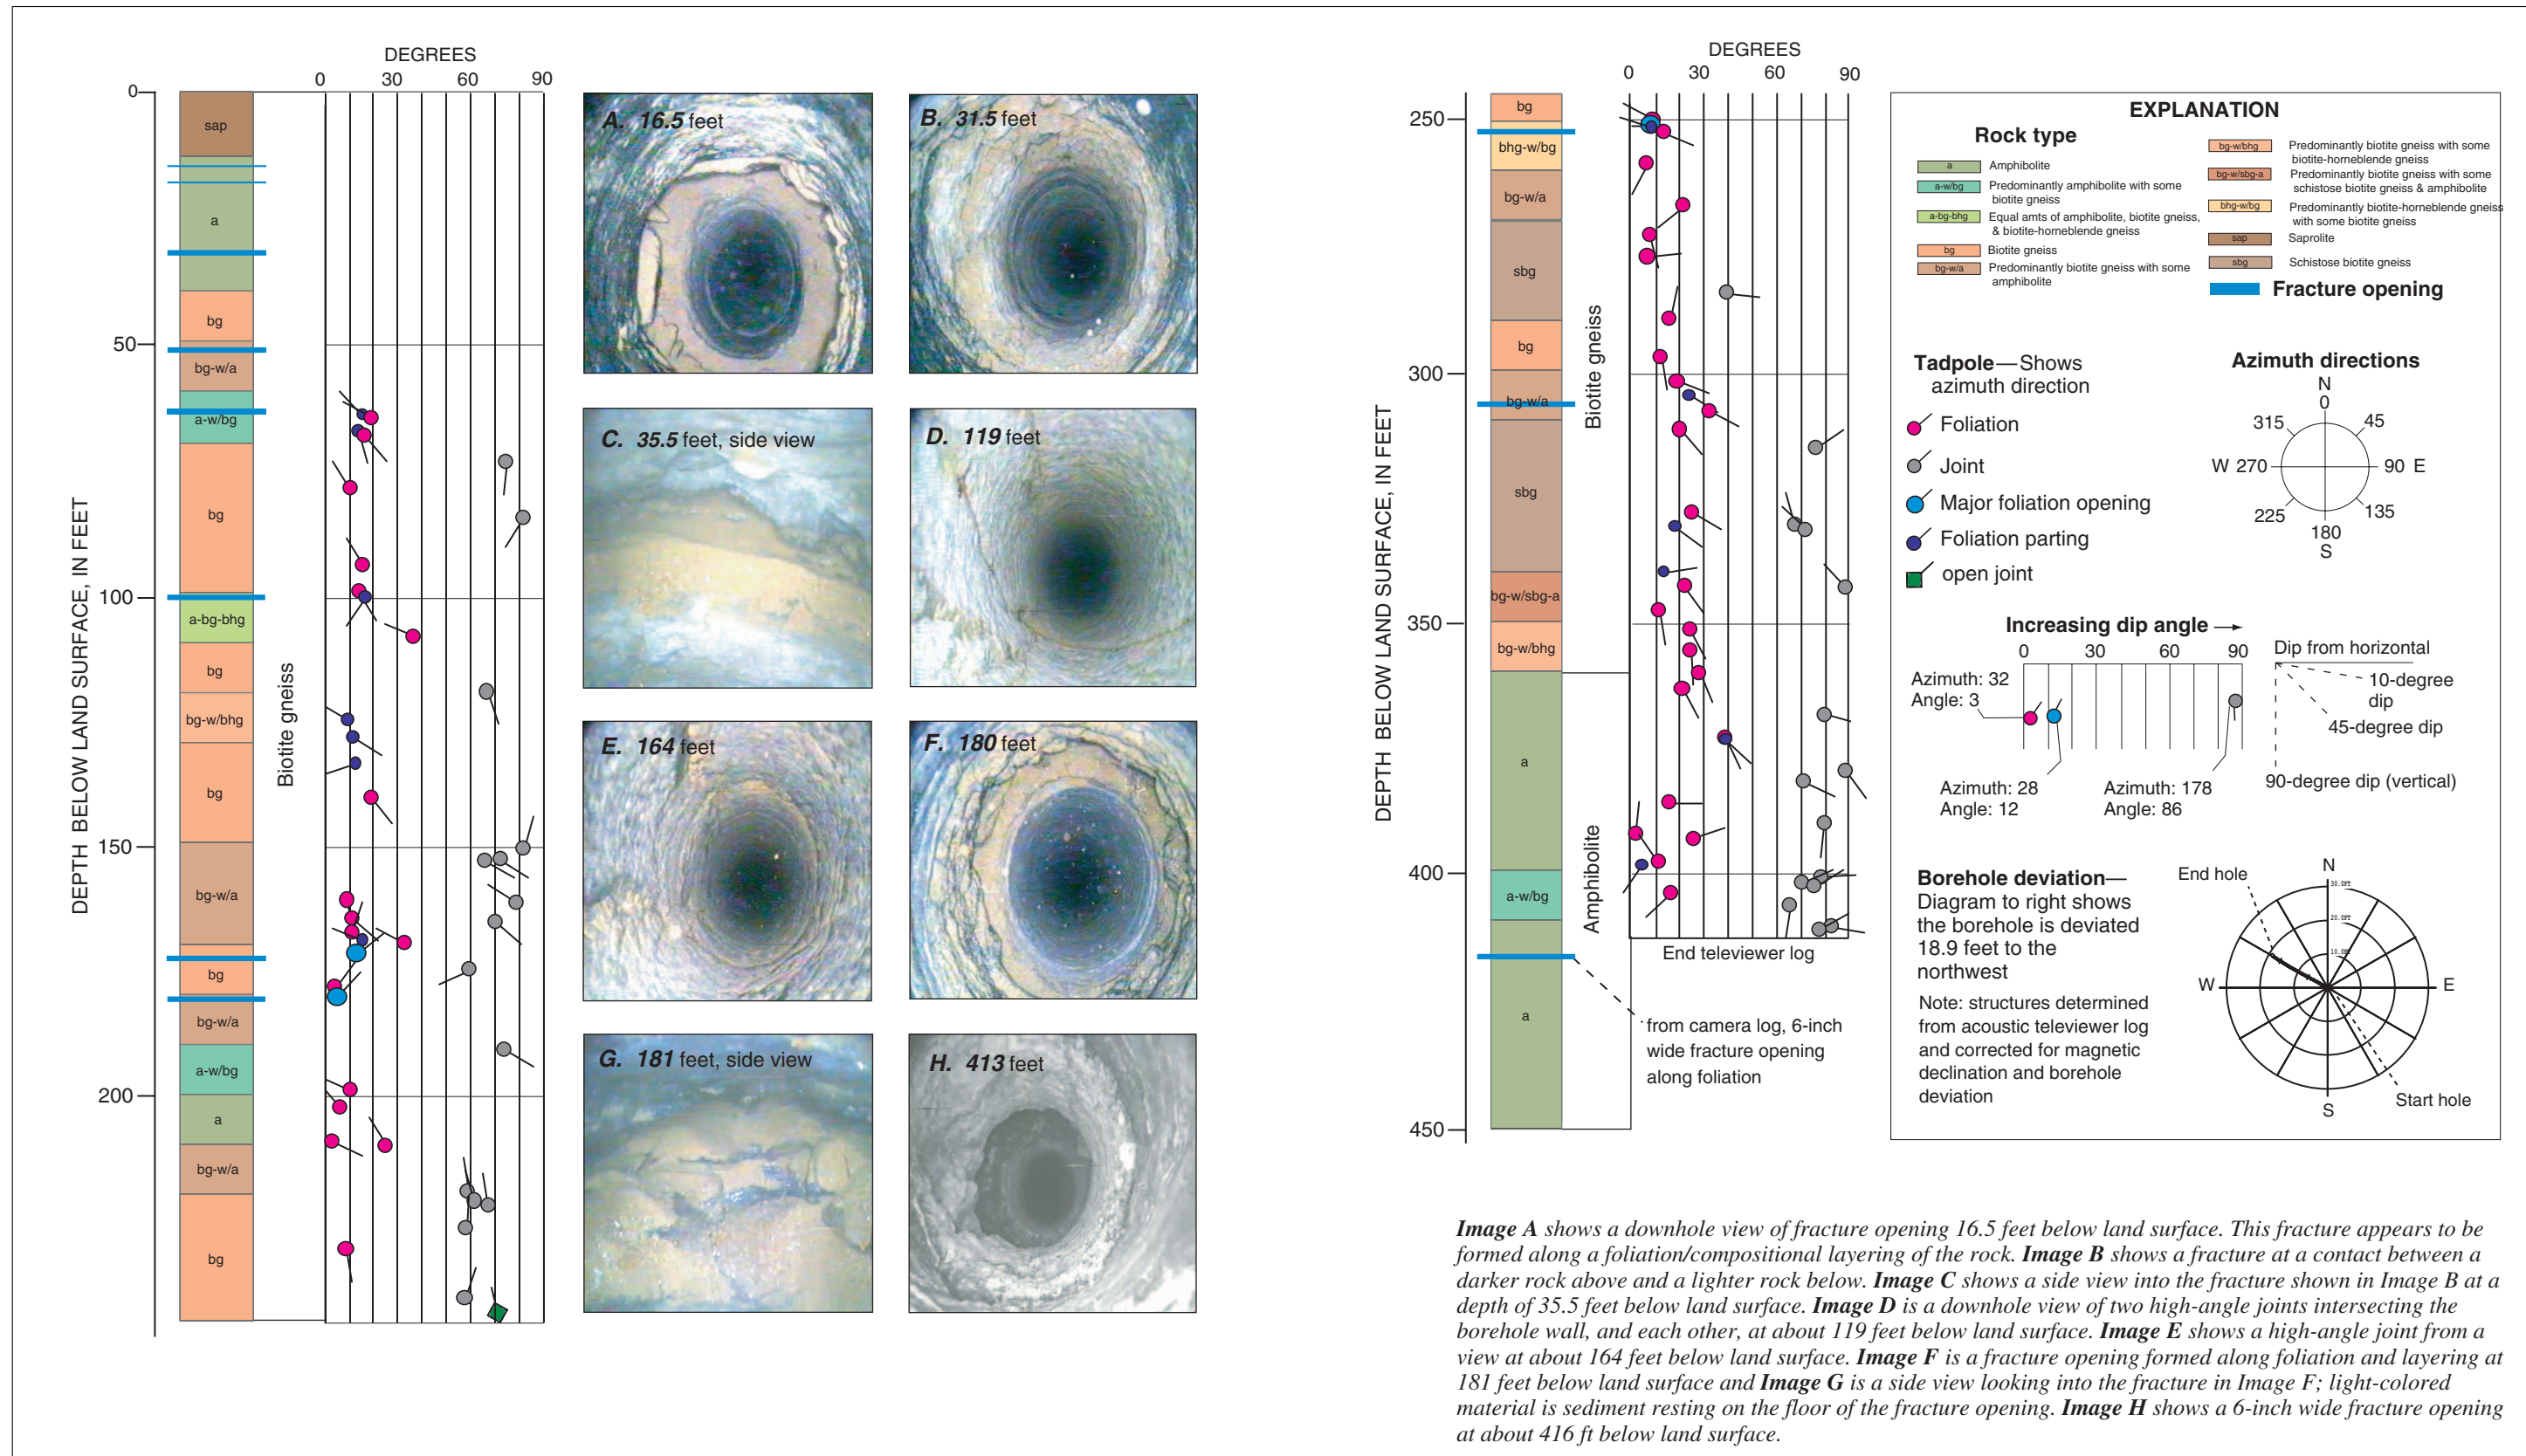 DEGREES
0 30 60 90
DEPTH BELOW LAND SURFACE, IN FEET
0
50
100
150
200
sap
a
bg
bg-w/a
a-w/bg
bg
a-bg-bhg
bg
bg-w/bhg
bg
bg-w/a
bg
bg-w/a
a-w/bg
a
bg-w/a
bg
Biotite gneiss
A. 16.5 feet
B. 31.5 feet
C. 35.5 feet, side view
D. 119 feet
E. 164 feet
F. 180 feet
G. 181 feet, side view
H. 413 feet
DEGREES
0 30 60 90
DEPTH BELOW LAND SURFACE, IN FEET
250
300
350
400
450
bg
bhg-w/bg
bg-w/a
sbg
bg
bg-w/a
sbg
bg-w/sbg-a
bg-w/bhg
a
a-w/bg
a
Biotite gneiss
Amphibolite
End televiewer log
from camera log, 6-inch
wide fracture opening
along foliation
EXPLANATION
Rock type
a Amphibolite
a-w/bg Predominantly amphibolite with some
biotite gneiss
a-bg-bhg Equal amts of amphibolite, biotite gneiss,
& biotite-horneblende gneiss
bg Biotite gneiss
bg-w/a Predominantly biotite gneiss with some
amphibolite
bg-w/bhg Predominantly biotite gneiss with some
biotite-horneblende gneiss
bg-w/sbg-a Predominantly biotite gneiss with some
schistose biotite gneiss & amphibolite
bhg-w/bg Predominantly biotite-horneblende gneiss
with some biotite gneiss
sap Saprolite
sbg Schistose biotite gneiss
Fracture opening
Tadpole—Shows
azimuth direction
Foliation
Joint
Major foliation opening
Foliation parting
open joint
Azimuth directions
N
0
315 45
W 270 90 E
225 135
180
S
Increasing dip angle
0 30 60 90
Azimuth: 32
Angle: 3
Azimuth: 28
Angle: 12
Azimuth: 178
Angle: 86
Dip from horizontal
10-degree
dip
45-degree dip
90-degree dip (vertical)
Borehole deviation—
Diagram to right shows
the borehole is deviated
18.9 feet to the
northwest
Note: structures determined
from acoustic televiewer log
and corrected for magnetic
declination and borehole
deviation
End hole
N
30.0FT
20.0FT
10.0FT
W E
S
Start hole
Image A shows a downhole view of fracture opening 16.5 feet below land surface. This fracture appears to be
formed along a foliation/compositional layering of the rock. Image B shows a fracture at a contact between a
darker rock above and a lighter rock below. Image C shows a side view into the fracture shown in Image B at a
depth of 35.5 feet below land surface. Image D is a downhole view of two high-angle joints intersecting the
borehole wall, and each other, at about 119 feet below land surface. Image E shows a high-angle joint from a
view at about 164 feet below land surface. Image F is a fracture opening formed along foliation and layering at
181 feet below land surface and Image G is a side view looking into the fracture in Image F; light-colored
material is sediment resting on the floor of the fracture opening. Image H shows a 6-inch wide fracture opening
at about 416 ft below land surface.